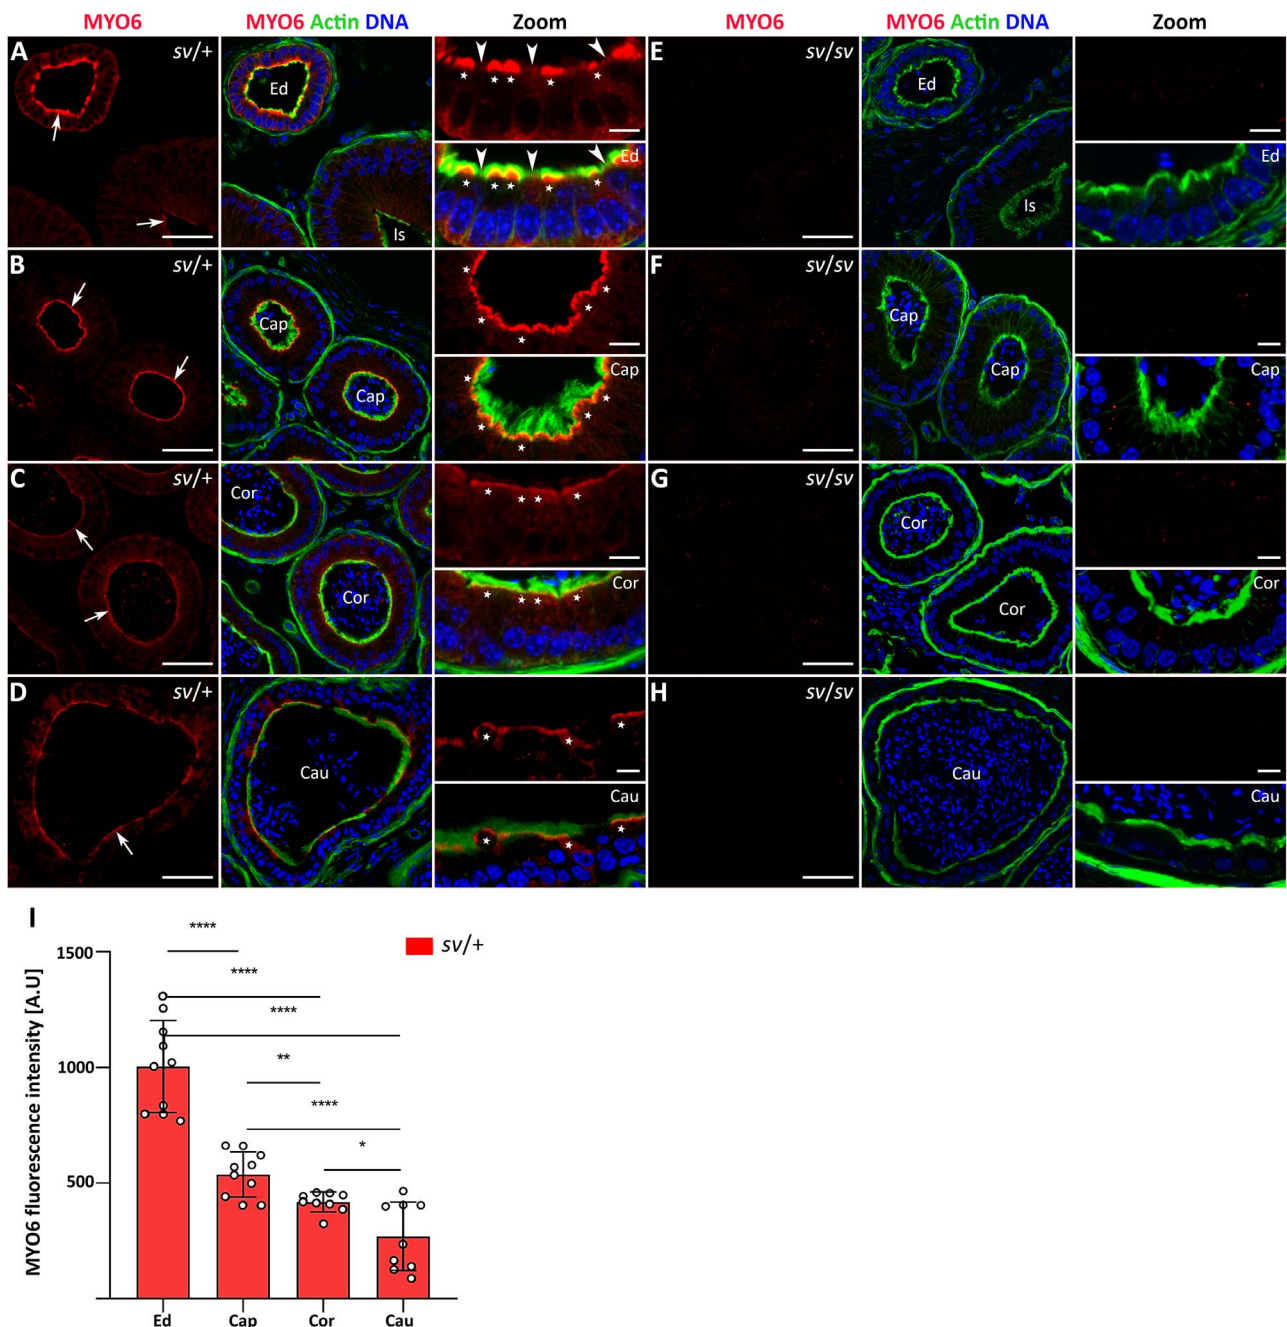 MYO6 MYO6 Actin DNA Zoom MYO6 MYO6 Actin DNA Zoom
A sv/+ Ed Is Ed E sv/sv Ed Is Ed
B sv/+ Cap Cap Cap F sv/sv Cap Cap Cap
C sv/+ Cor Cor Cor G sv/sv Cor Cor Cor
D sv/+ Cau Cau H sv/sv Cau Cau
I
sv/+
MYO6 fluorescence intensity [A.U]
1500
1000
500
****
****
****
**
****
*
Ed Cap Cor Cau